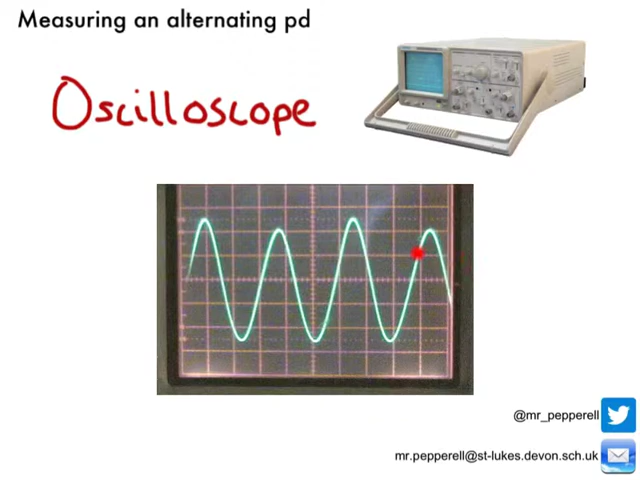 Measuring an alternating pd
Oscilloscope
@mr_pepperell
mr.pepperell@st-lukes.devon.sch.uk